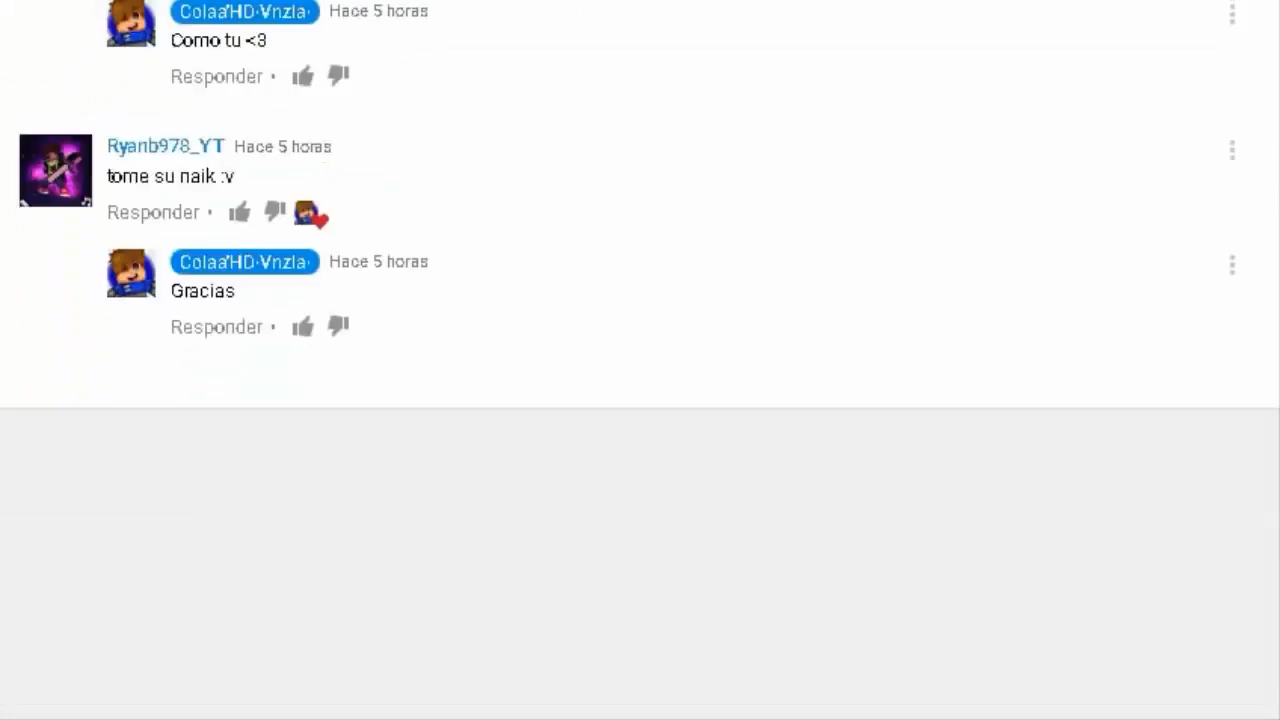 Colaa'HD·Vnzla· Hace 5 horas
Como tu <3
Responder •
Ryanb978_YT Hace 5 horas
tome su naik :v
Responder •
Colaa'HD·Vnzla· Hace 5 horas
Gracias
Responder •